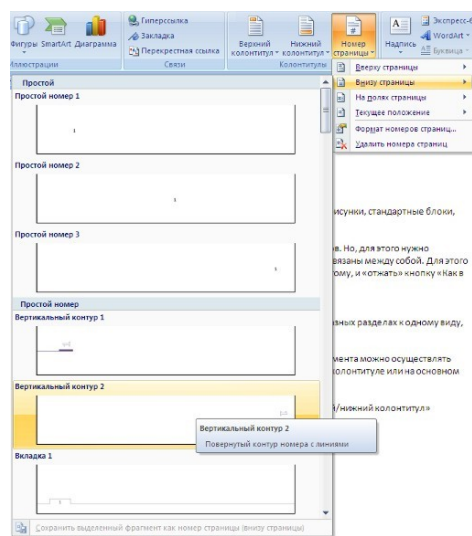 Гиперссылка
Закладка
Перекрестная ссылка
SmartArt Диаграмма
Связи
Верхний колонтитул
Нижний колонтитул
Колонтитулы
Номер страницы
Надпись
WordArt
Буквица
Вверху страницы
Внизу страницы
На полях страницы
Текущее положение
Формат номеров страниц...
Удалить номера страниц
Простой
Простой номер 1
Простой номер 2
Простой номер 3
Простой номер
Вертикальный контур 1
Вертикальный контур 2
Вертикальный контур 2
Повернутый контур номера с линиями
Вкладка 1
Сохранить выделенный фрагмент как номер страницы (внизу страницы)
исунки, стандартные блоки,
в. Но, для этого нужно
вязаны между собой. Для этого
ому, и «отжать» кнопку «Как в
зных разделах к одному виду,
мента можно осуществлять
олонтитуле или на основном
й/нижний колонтитул»